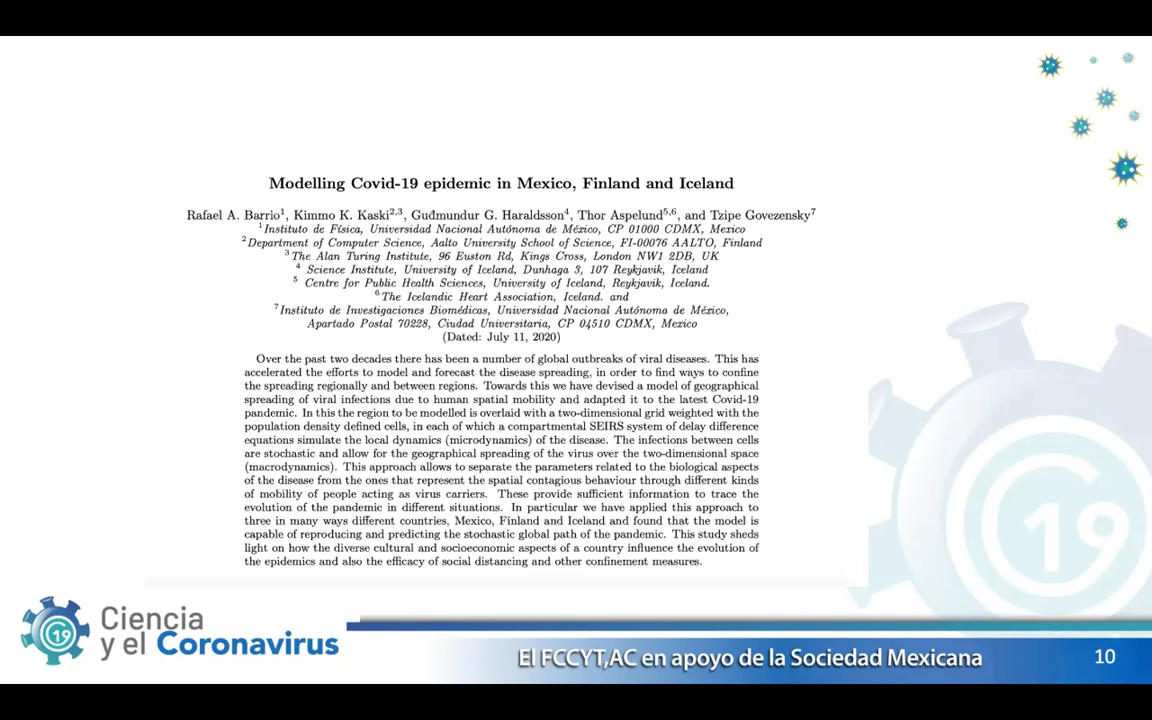 Modelling Covid-19 epidemic in Mexico, Finland and Iceland
Rafael A. Barrio¹, Kimmo K. Kaski²,³, Guđmundur G. Haraldsson⁴, Thor Aspelund⁵,⁶, and Tzipe Govezensky⁷
¹Instituto de Física, Universidad Nacional Autónoma de México, CP 01000 CDMX, Mexico
²Department of Computer Science, Aalto University School of Science, FI-00076 AALTO, Finland
³The Alan Turing Institute, 96 Euston Rd, Kings Cross, London NW1 2DB, UK
⁴ Science Institute, University of Iceland, Dunhaga 3, 107 Reykjavik, Iceland
⁵ Centre for Public Health Sciences, University of Iceland, Reykjavik, Iceland.
⁶The Icelandic Heart Association, Iceland. and
⁷Instituto de Investigaciones Biomédicas, Universidad Nacional Autónoma de México,
Apartado Postal 70228, Ciudad Universitaria, CP 04510 CDMX, Mexico
(Dated: July 11, 2020)
Over the past two decades there has been a number of global outbreaks of viral diseases. This has
accelerated the efforts to model and forecast the disease spreading, in order to find ways to confine
the spreading regionally and between regions. Towards this we have devised a model of geographical
spreading of viral infections due to human spatial mobility and adapted it to the latest Covid-19
pandemic. In this the region to be modelled is overlaid with a two-dimensional grid weighted with the
population density defined cells, in each of which a compartmental SEIRS system of delay difference
equations simulate the local dynamics (microdynamics) of the disease. The infections between cells
are stochastic and allow for the geographical spreading of the virus over the two-dimensional space
(macrodynamics). This approach allows to separate the parameters related to the biological aspects
of the disease from the ones that represent the spatial contagious behaviour through different kinds
of mobility of people acting as virus carriers. These provide sufficient information to trace the
evolution of the pandemic in different situations. In particular we have applied this approach to
three in many ways different countries, Mexico, Finland and Iceland and found that the model is
capable of reproducing and predicting the stochastic global path of the pandemic. This study sheds
light on how the diverse cultural and socioeconomic aspects of a country influence the evolution of
the epidemics and also the efficacy of social distancing and other confinement measures.
19
C19
Ciencia
y el Coronavirus
El FCCYT,AC en apoyo de la Sociedad Mexicana
10